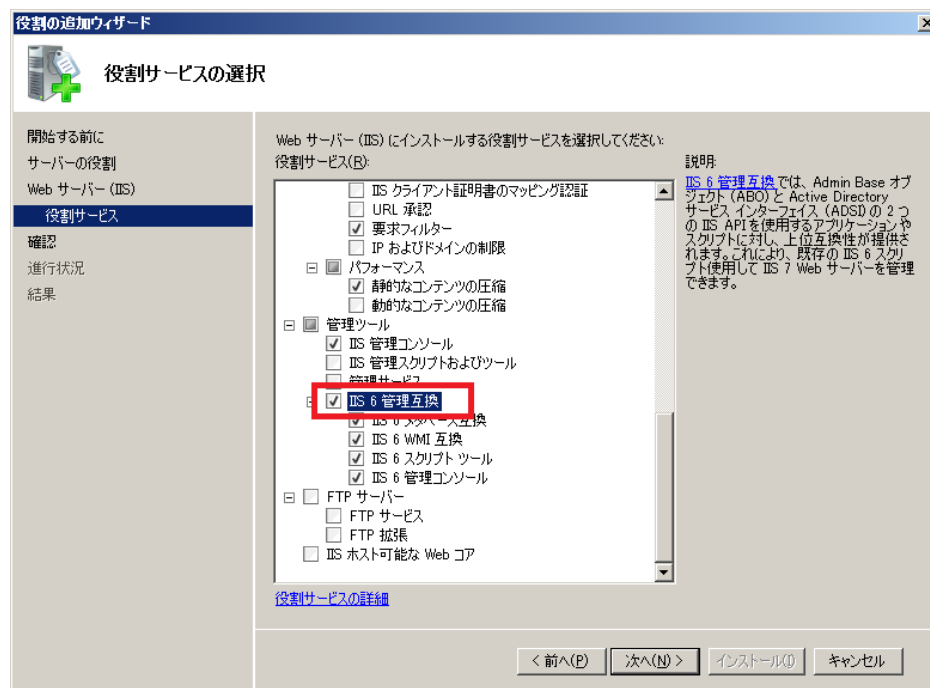 役割の追加ウィザード
役割サービスの選択
開始する前に
サーバーの役割
Web サーバー (IIS)
役割サービス
確認
進行状況
結果
Web サーバー (IIS) にインストールする役割サービスを選択してください:
役割サービス(R):
IIS クライアント証明書のマッピング認証
URL 承認
要求フィルター
IP およびドメインの制限
パフォーマンス
静的なコンテンツの圧縮
動的なコンテンツの圧縮
管理ツール
IIS 管理コンソール
IIS 管理スクリプトおよびツール
管理サービス
IIS 6 管理互換
IIS 6 メタベース互換
IIS 6 WMI 互換
IIS 6 スクリプト ツール
IIS 6 管理コンソール
FTP サーバー
FTP サービス
FTP 拡張
IIS ホスト可能な Web コア
役割サービスの詳細
説明:
IIS 6 管理互換では、Admin Base オブ
ジェクト (ABO) と Active Directory
サービス インターフェイス (ADSI) の 2 つ
の IIS API を使用するアプリケーションや
スクリプトに対し、上位互換性が提供さ
れます。これにより、既存の IIS 6 スクリ
プト使用して IIS 7 Web サーバーを管理
できます。
< 前へ(P)
次へ(N) >
インストール(I)
キャンセル